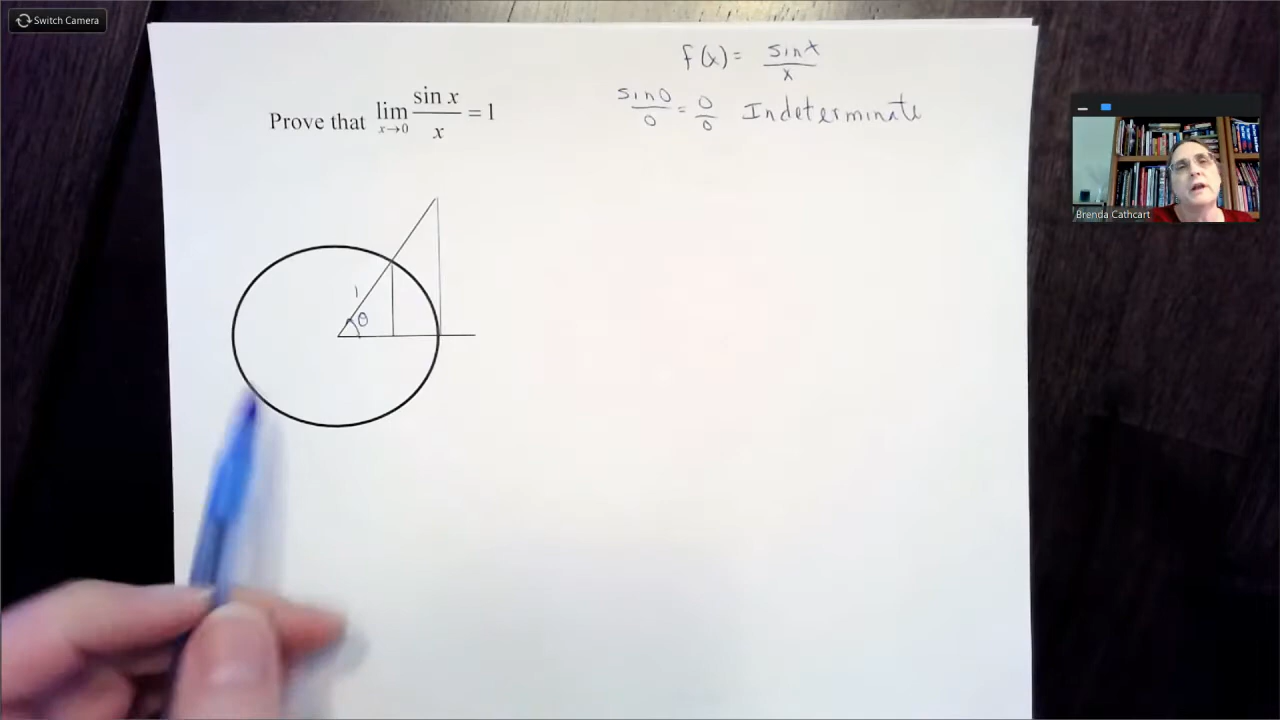 Switch Camera
f(x) = sin x / x
Prove that lim x→0 sin x / x = 1
sin 0 / 0 = 0 / 0 Indeterminate
Brenda Cathcart
1
θ